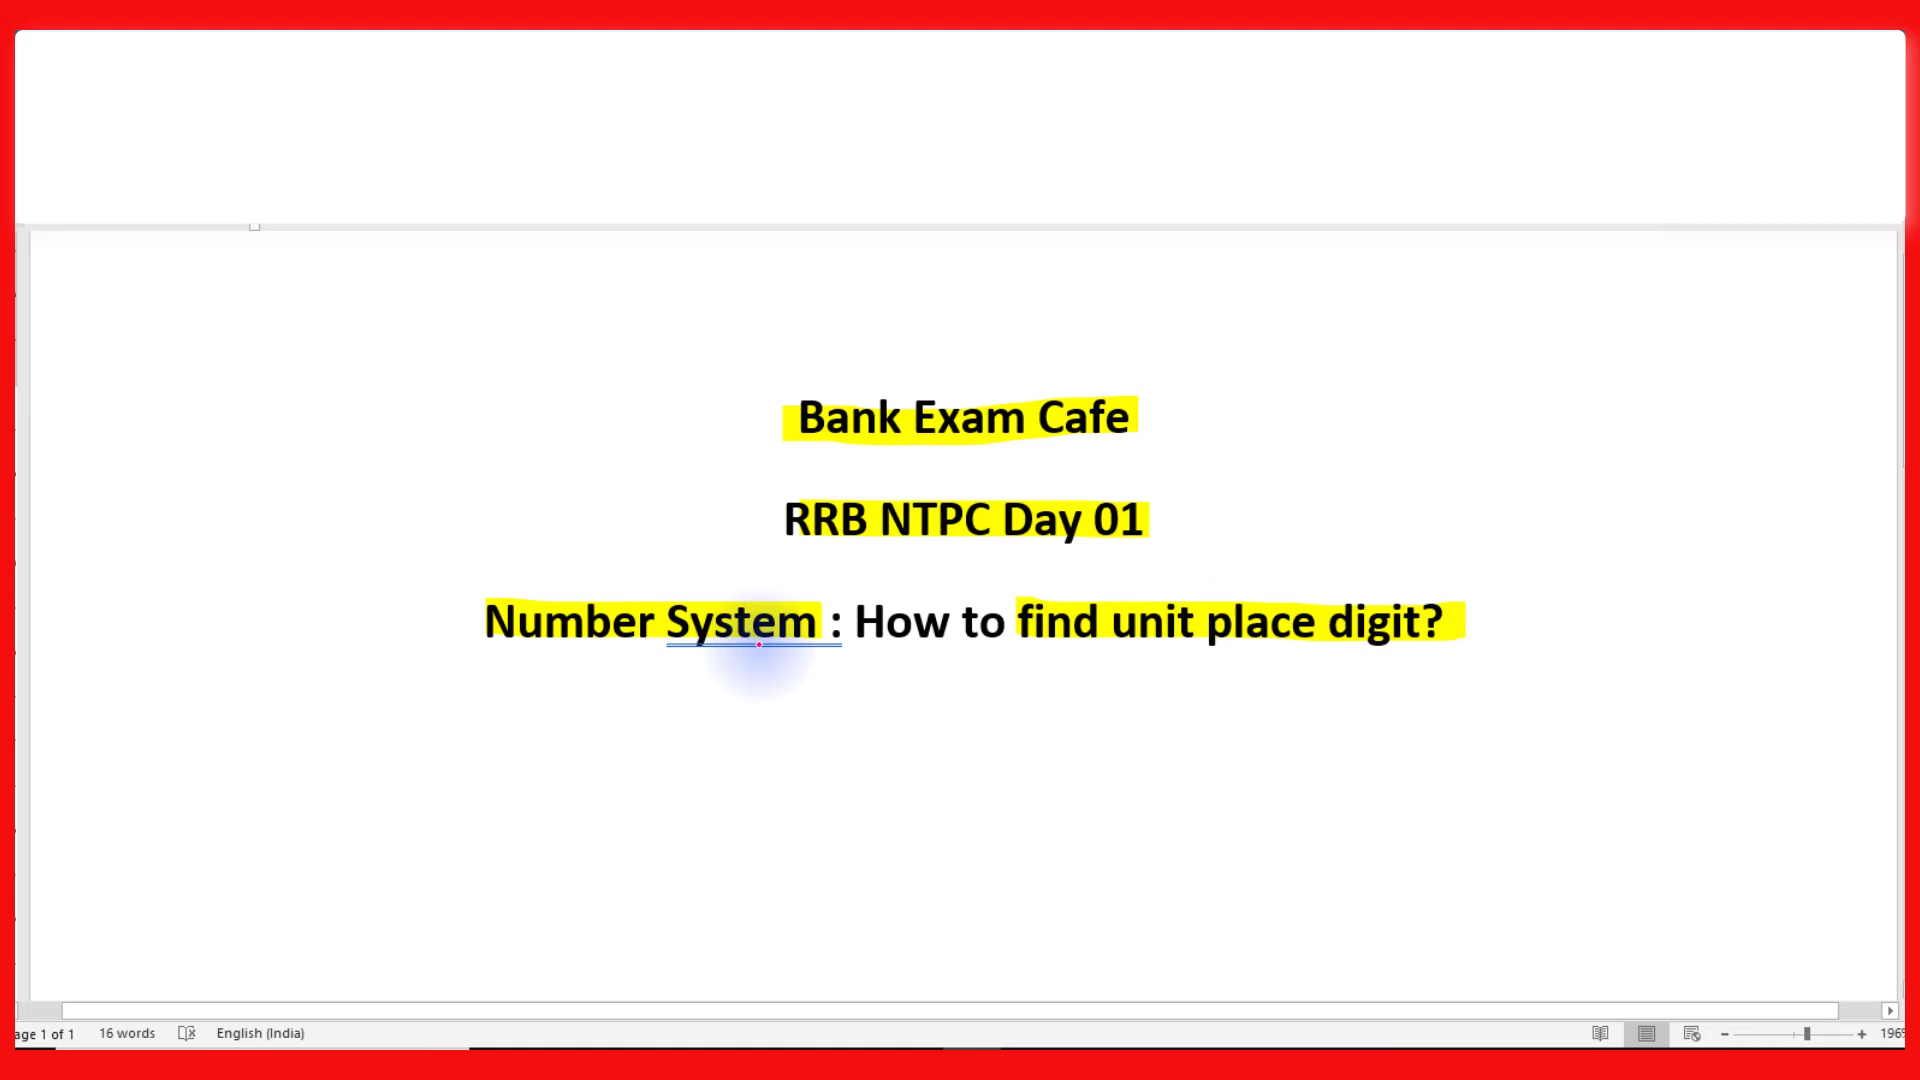 Bank Exam Cafe
RRB NTPC Day 01
Number System : How to find unit place digit?
age 1 of 1 16 words English (India) 196